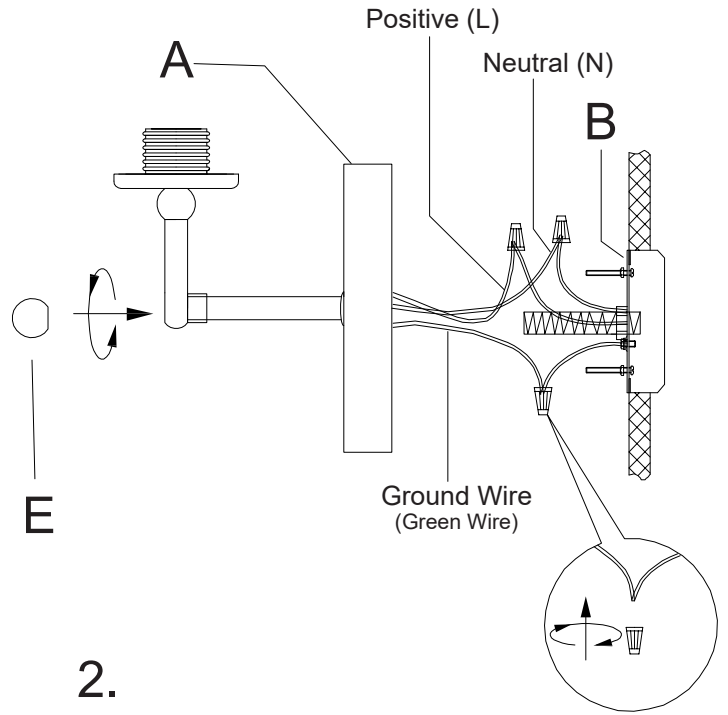 Positive (L)
A
Neutral (N)
B
E
Ground Wire
(Green Wire)
2.